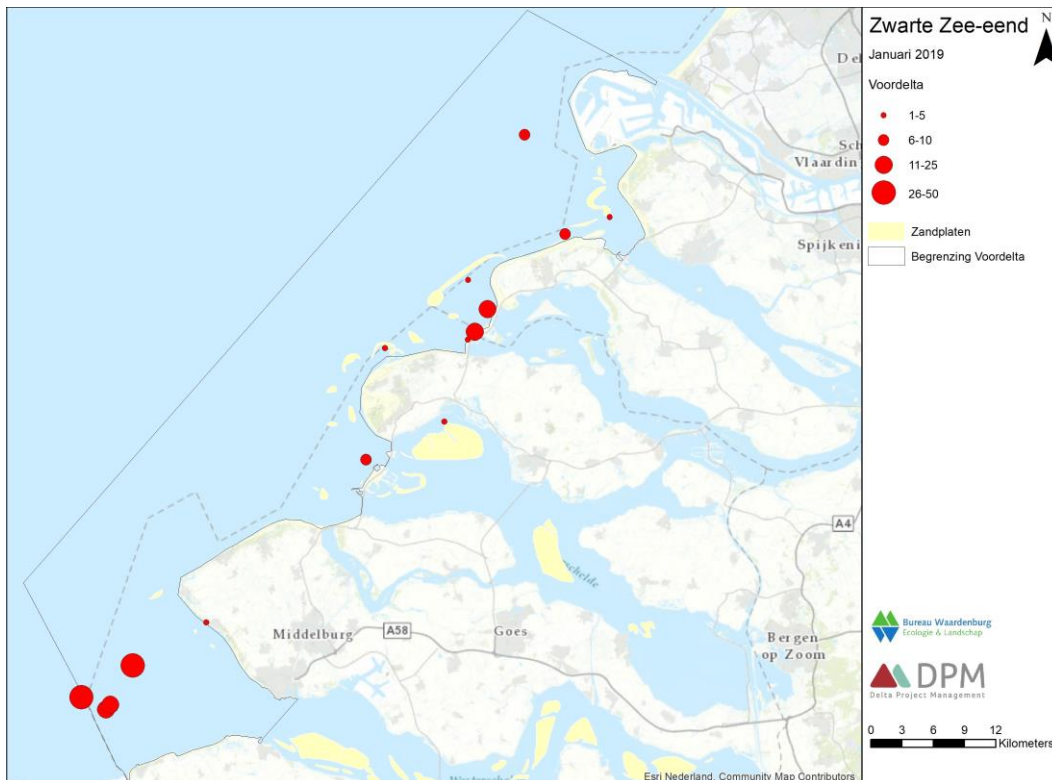 Zwarte Zee-eend
N
Januari 2019
Voordelta
1-5
6-10
11-25
26-50
Zandplaten
Begrenzing Voordelta
Vlaardin
Spijkeni
A4
Middelburg
A58
Goes
schelde
Bergen
op Zoom
Bureau Waardenburg
Ecologie & Landschap
DPM
Delta Project Management
0 3 6 9 12
Kilometers
Esri Nederland, Community Map Contributors